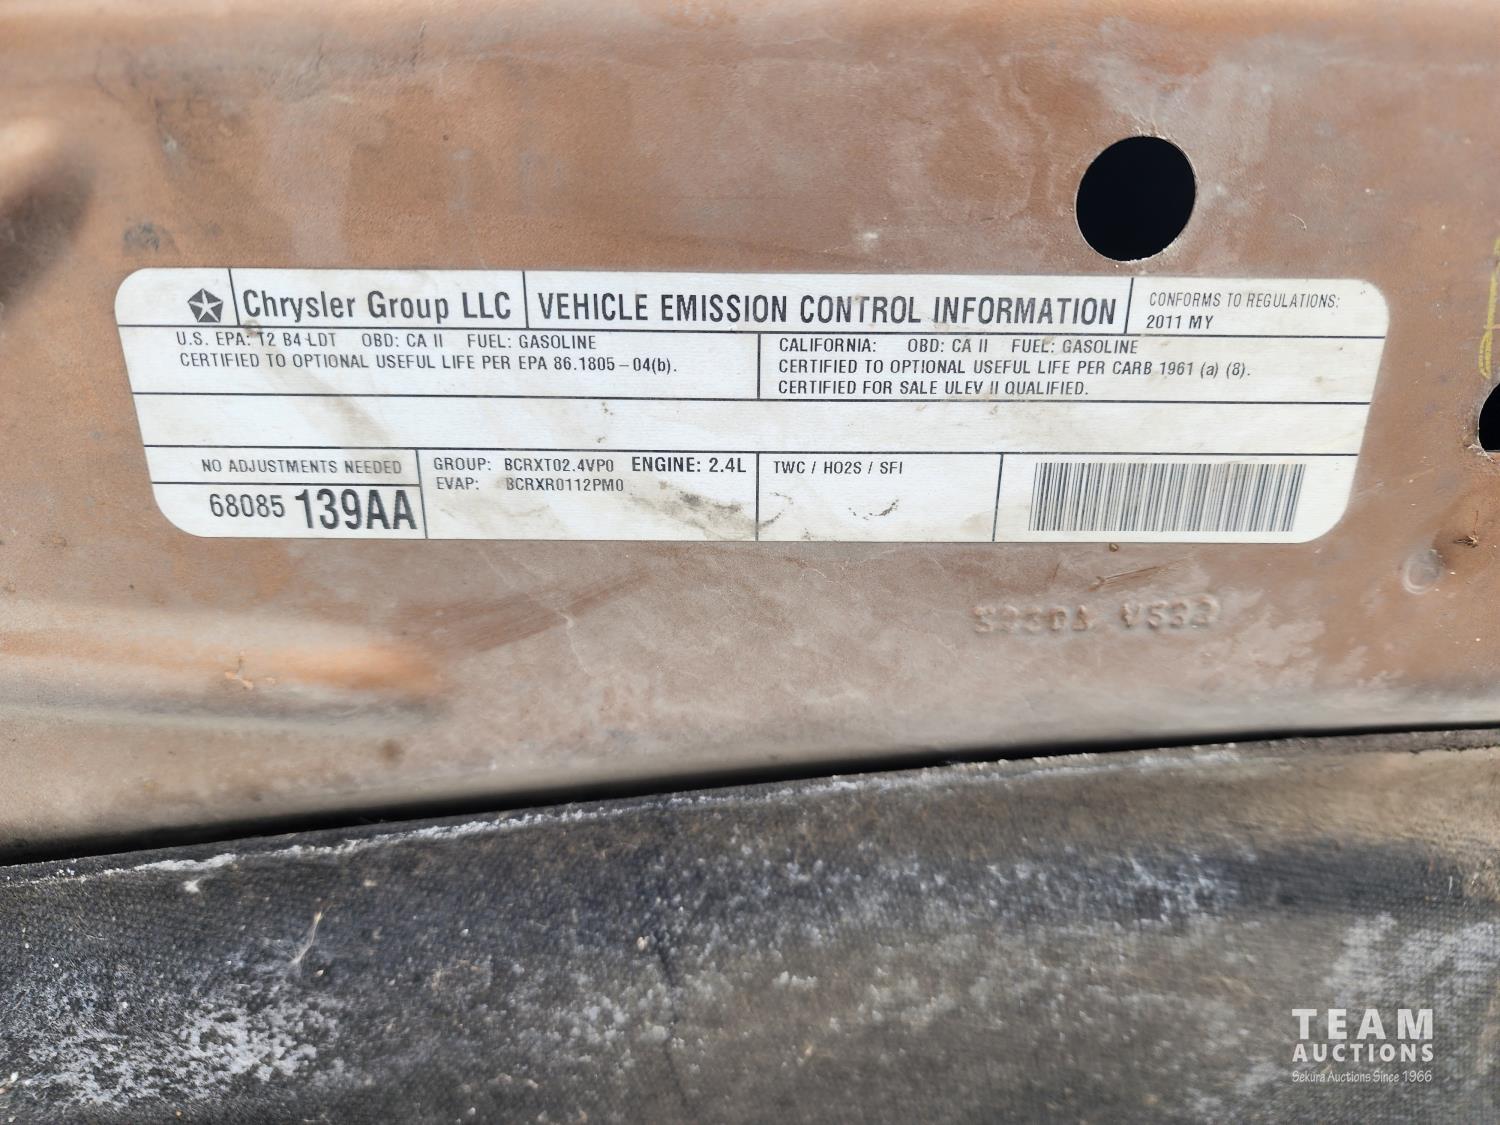 Chrysler Group LLC
VEHICLE EMISSION CONTROL INFORMATION
CONFORMS TO REGULATIONS:
2011 MY
U.S. EPA: T2 B4 LDT OBD: CA II FUEL: GASOLINE
CERTIFIED TO OPTIONAL USEFUL LIFE PER EPA 86.1805-04(b).
CALIFORNIA: OBD: CA II FUEL: GASOLINE
CERTIFIED TO OPTIONAL USEFUL LIFE PER CARB 1961 (a) (8).
CERTIFIED FOR SALE ULEV II QUALIFIED.
NO ADJUSTMENTS NEEDED
68085 139AA
GROUP: BCRXT02.4VP0 ENGINE: 2.4L
EVAP: BCRXR0112PM0
TWC / HO2S / SFI
TEAM
AUCTIONS
Sekura Auctions Since 1966